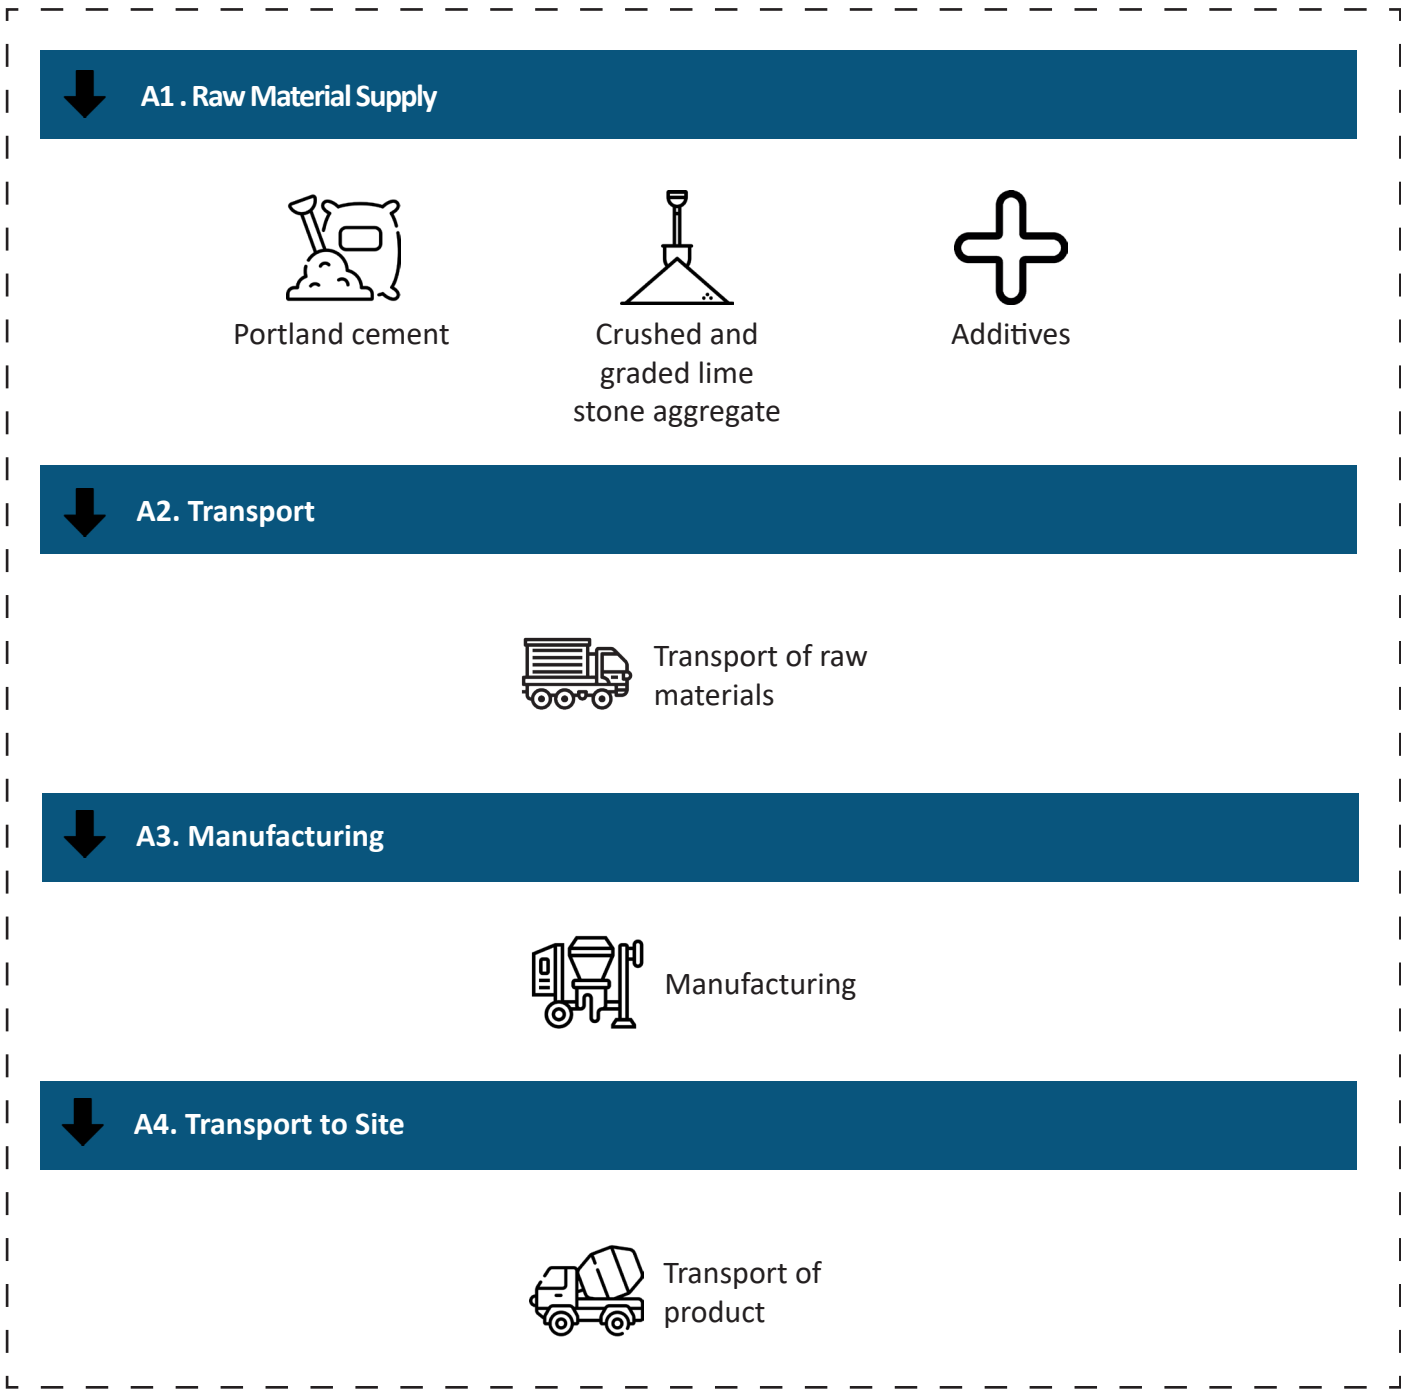 A1 . Raw Material Supply
Portland cement
Crushed and
graded lime
stone aggregate
Additives
A2. Transport
Transport of raw
materials
A3. Manufacturing
Manufacturing
A4. Transport to Site
Transport of
product